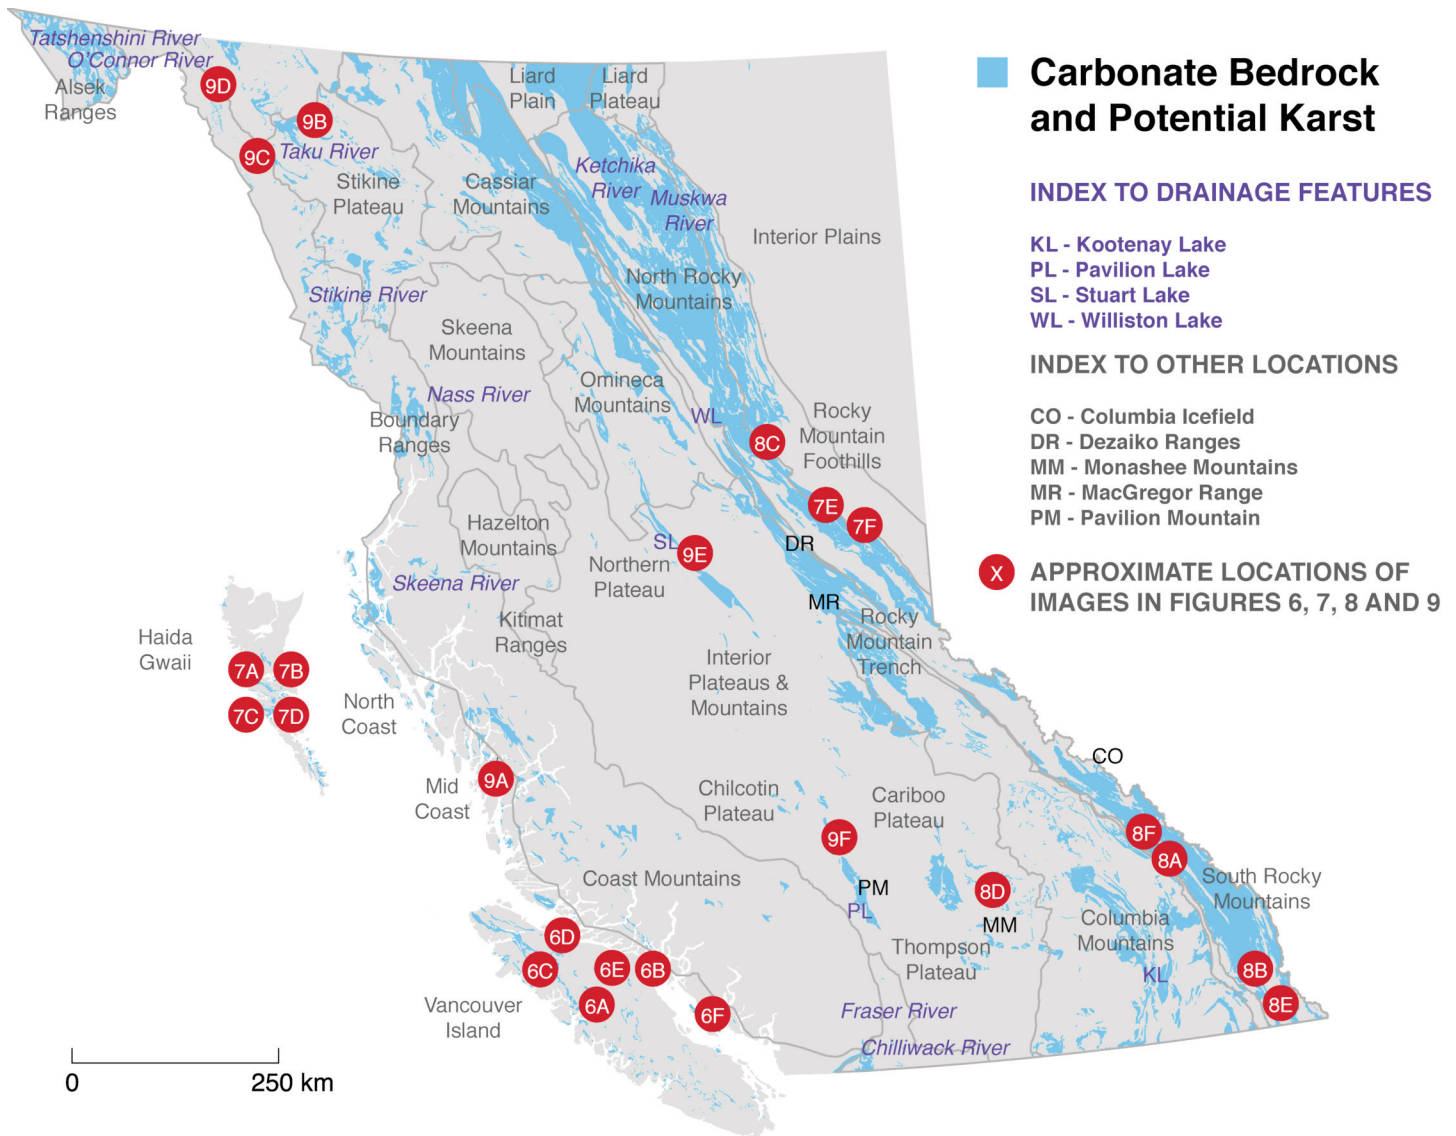 Tatshenshini River
O'Connor River
Alsek
Ranges
9D
9B
9C
Taku River
Stikine
Plateau
Cassiar
Mountains
Liard
Plain
Liard
Plateau
Ketchika
River
Muskwa
River
Interior Plains
North Rocky
Mountains
Stikine River
Skeena
Mountains
Nass River
Omineca
Mountains
WL
Boundary
Ranges
8C
Rocky
Mountain
Foothills
7E
7F
Hazelton
Mountains
SL
9E
DR
Northern
Plateau
Skeena River
MR
Kitimat
Ranges
Rocky
Mountain
Trench
Haida
Gwaii
7A
7B
7C
7D
Interior
Plateaus &
Mountains
North
Coast
9A
Mid
Coast
Chilcotin
Plateau
Cariboo
Plateau
CO
9F
8F
8A
Coast Mountains
PM
PL
8D
MM
South Rocky
Mountains
Columbia
Mountains
Thompson
Plateau
KL
6D
6C
6E
6B
6A
6F
8B
8E
Vancouver
Island
Fraser River
Chilliwack River
0
250 km
Carbonate Bedrock
and Potential Karst
INDEX TO DRAINAGE FEATURES
KL - Kootenay Lake
PL - Pavilion Lake
SL - Stuart Lake
WL - Williston Lake
INDEX TO OTHER LOCATIONS
CO - Columbia Icefield
DR - Dezaiko Ranges
MM - Monashee Mountains
MR - MacGregor Range
PM - Pavilion Mountain
X
APPROXIMATE LOCATIONS OF
IMAGES IN FIGURES 6, 7, 8 AND 9